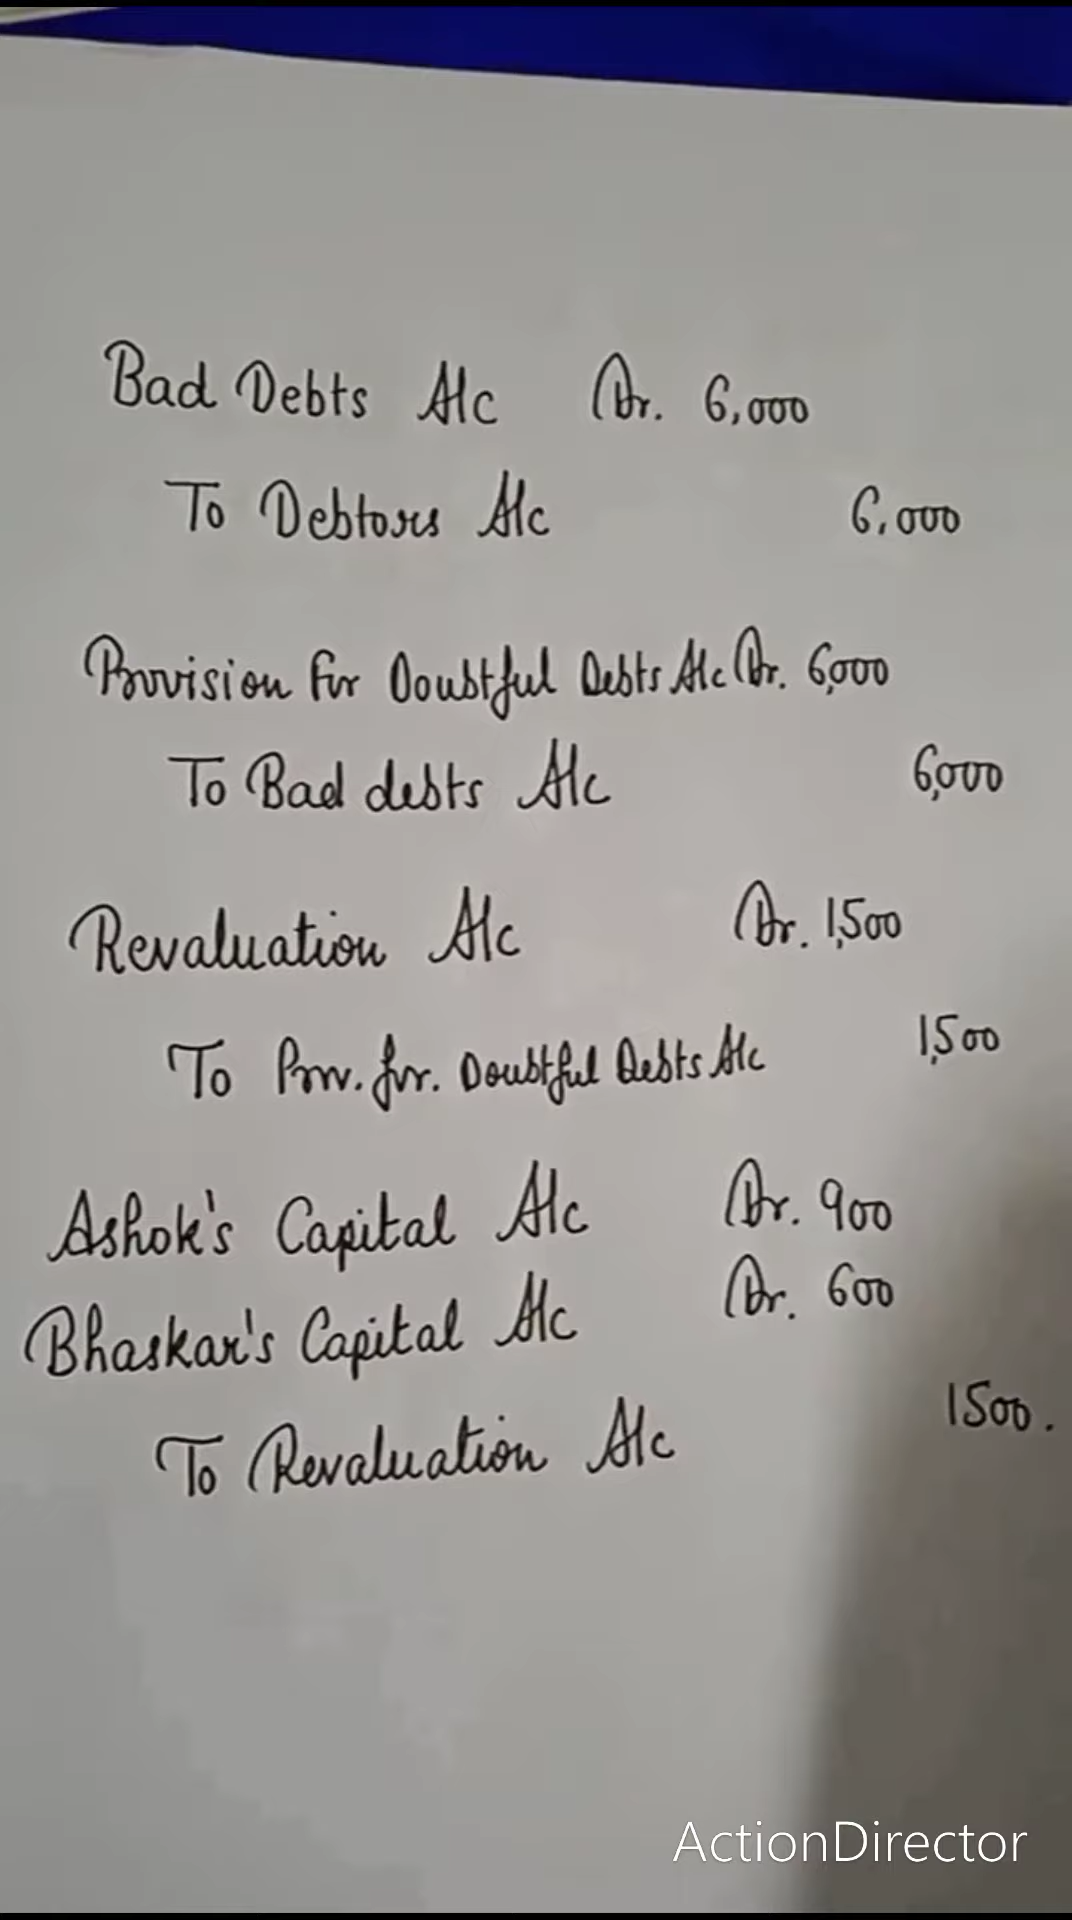 Bad Debts A/c Dr. 6,000
To Debtors A/c 6,000
Provision for Doubtful Debts A/c Dr. 6,000
To Bad debts A/c 6,000
Revaluation A/c Dr. 1,500
To Prov. for. Doubtful Debts A/c 1,500
Ashok's Capital A/c Dr. 900
Bhaskar's Capital A/c Dr. 600
To Revaluation A/c 1500.
ActionDirector